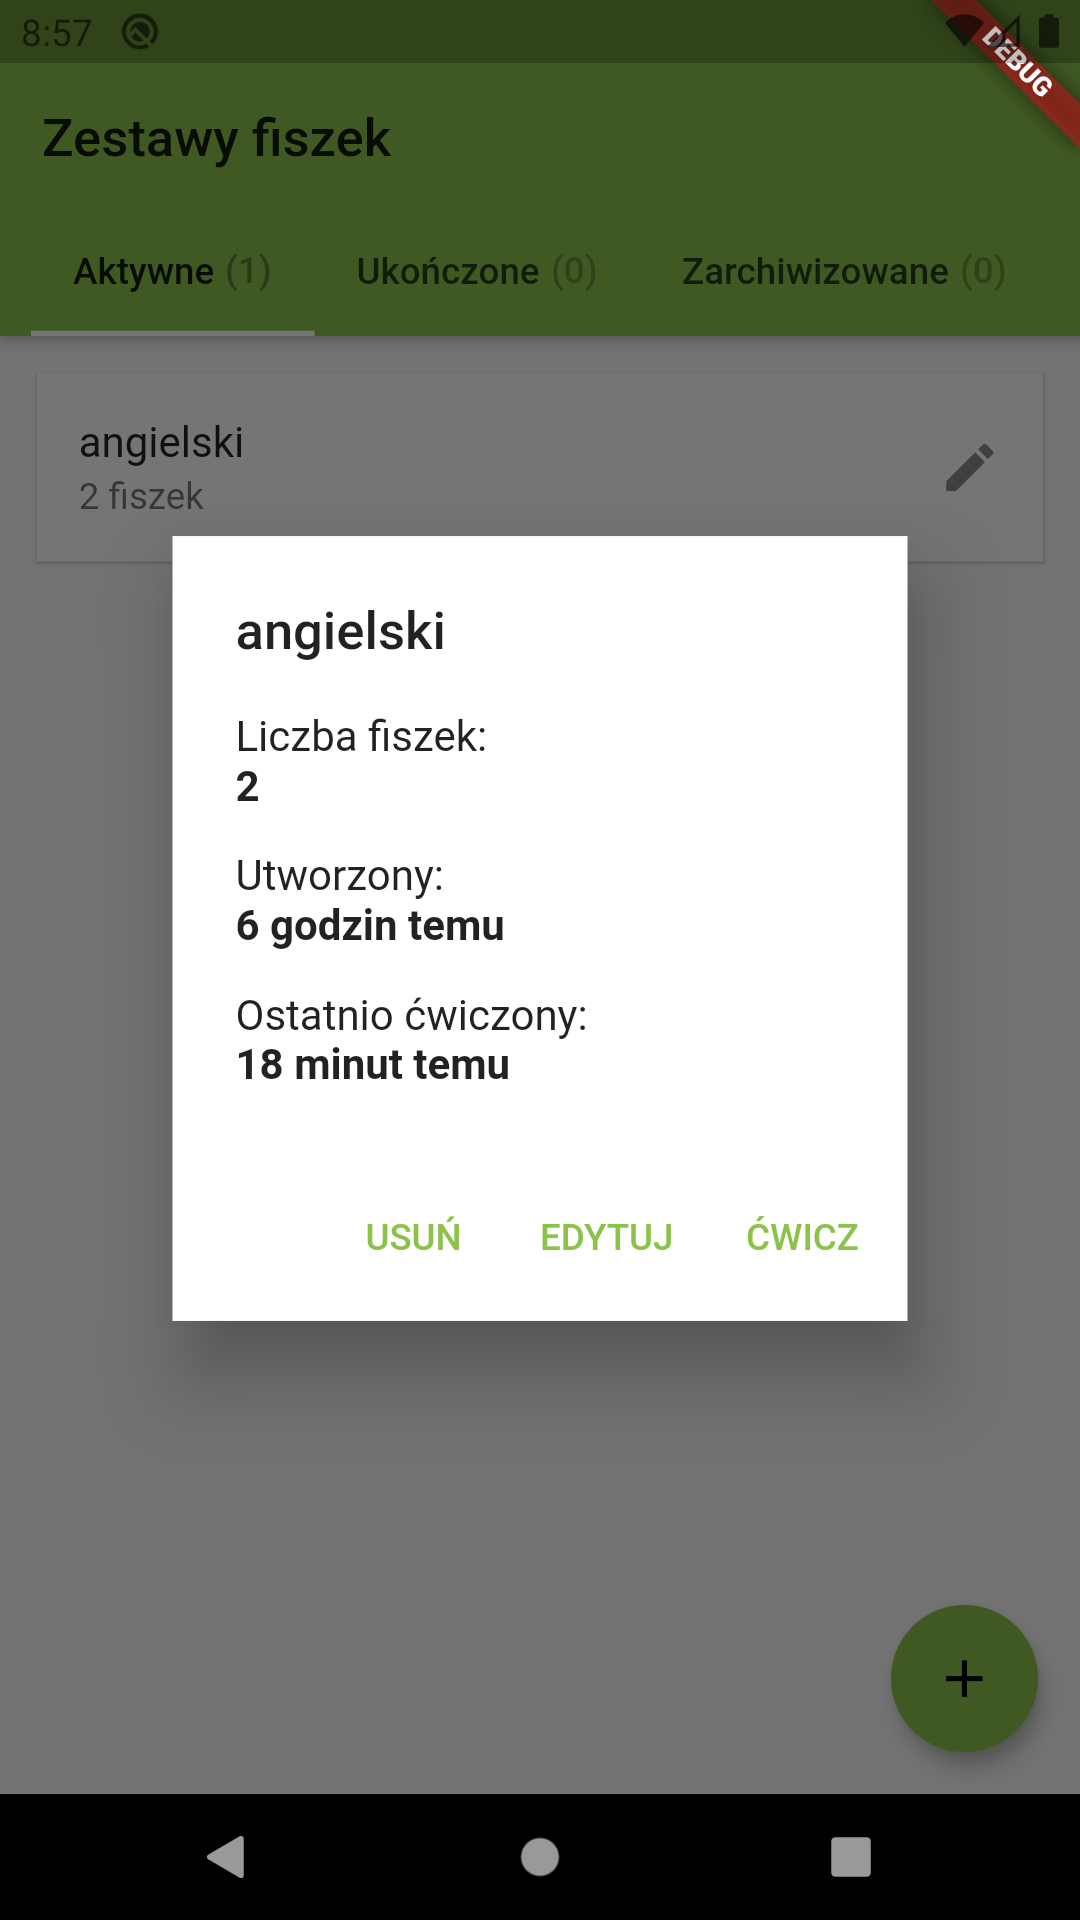 8:57
DEBUG
Zestawy fiszek
Aktywne (1) Ukończone (0) Zarchiwizowane (0)
angielski
2 fiszek
angielski
Liczba fiszek:
2
Utworzony:
6 godzin temu
Ostatnio ćwiczony:
18 minut temu
USUŃ EDYTUJ ĆWICZ